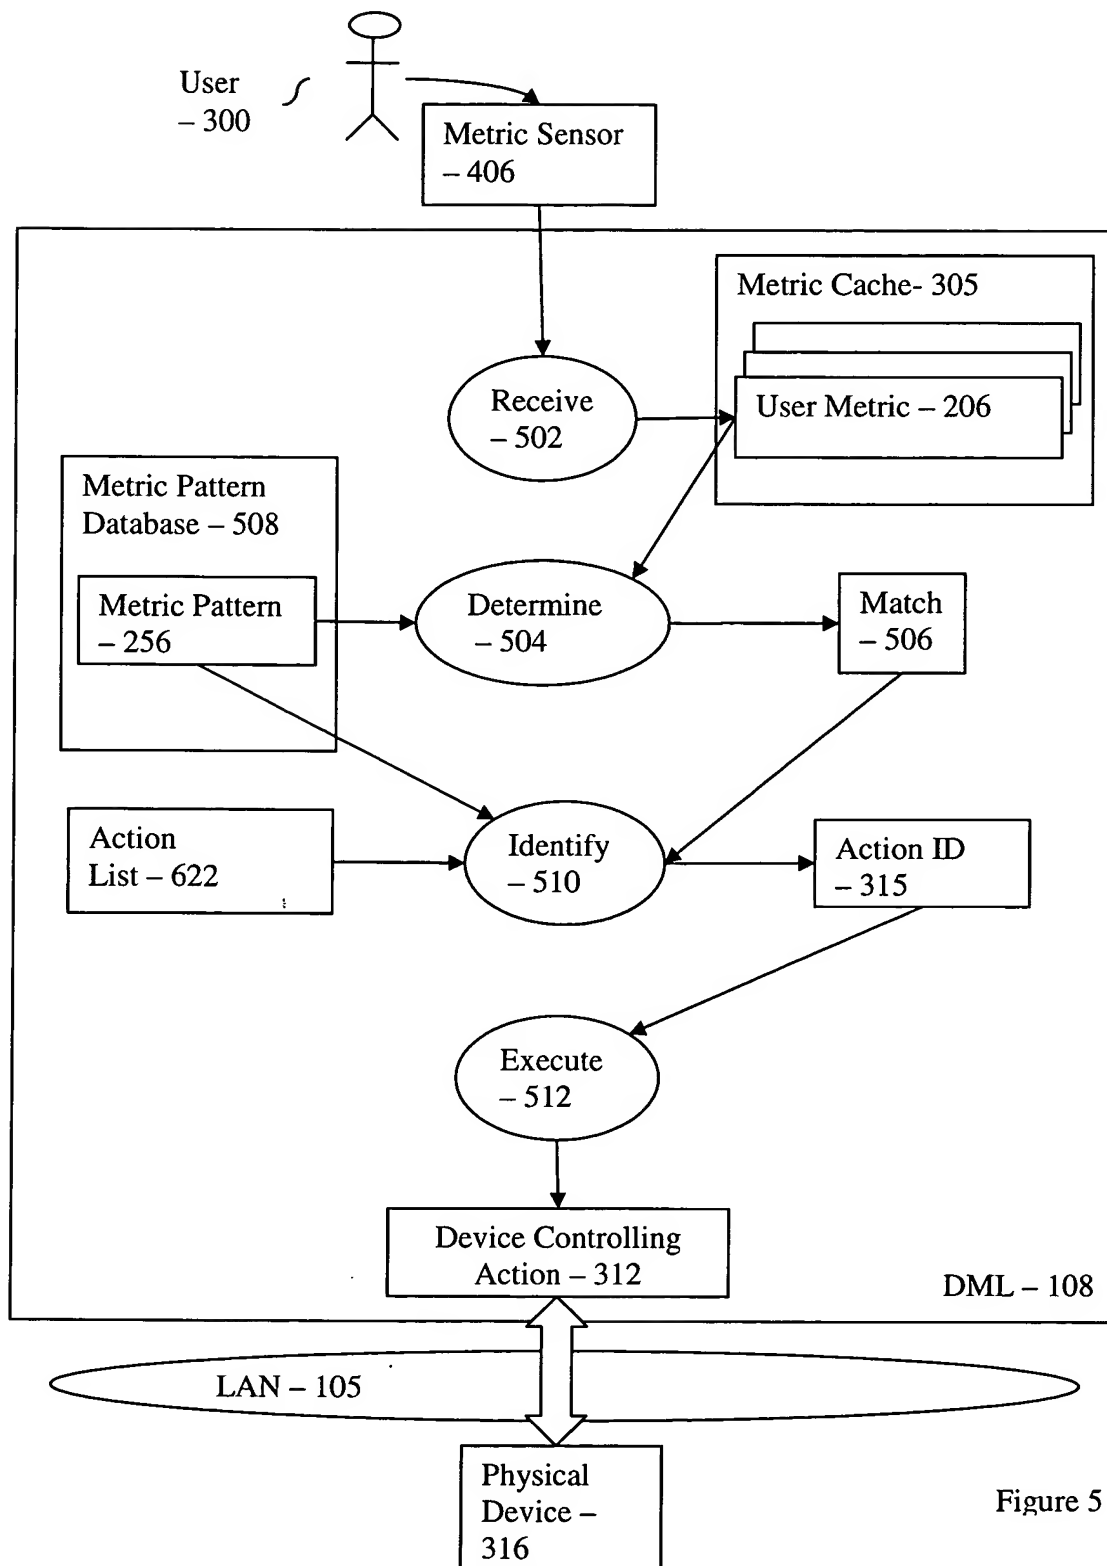 User
– 300
Metric Sensor
– 406
Metric Cache- 305
User Metric – 206
Receive
– 502
Metric Pattern
Database – 508
Metric Pattern
– 256
Determine
– 504
Match
– 506
Action
List – 622
Identify
– 510
Action ID
– 315
Execute
– 512
Device Controlling
Action – 312
DML – 108
LAN – 105
Physical
Device –
316
Figure 5